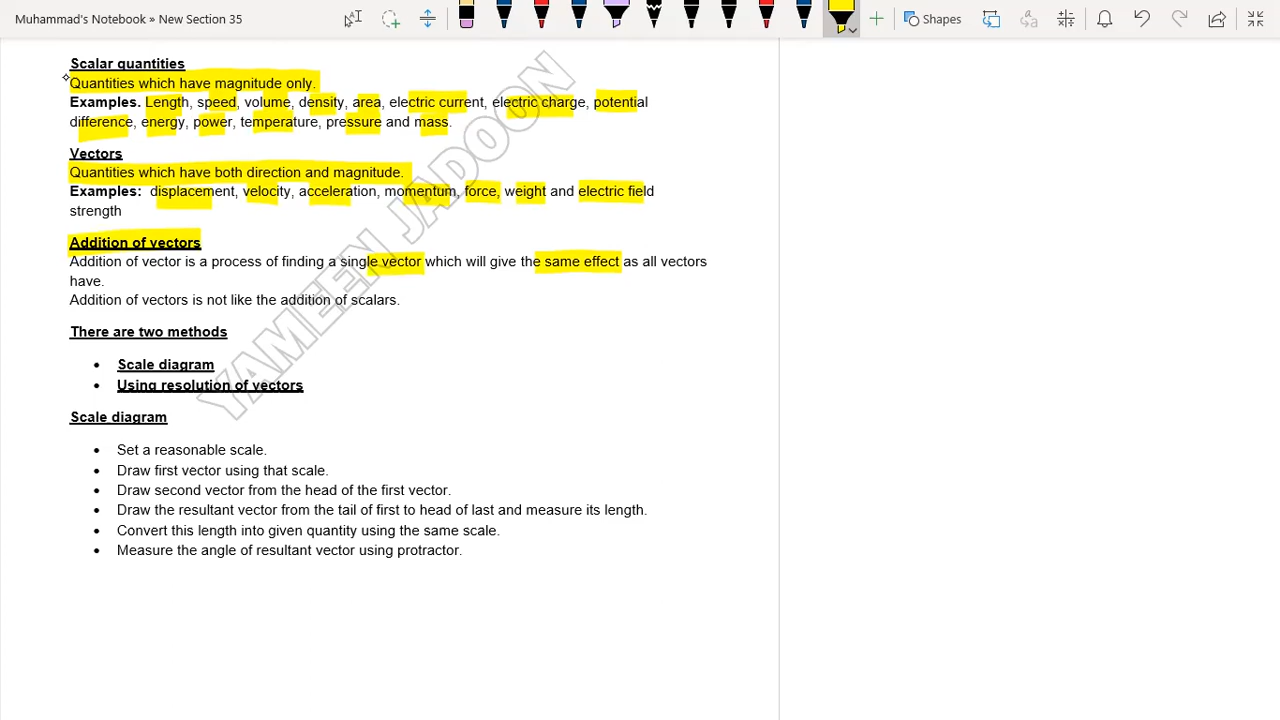 Muhammad's Notebook » New Section 35
Shapes
Scalar quantities
Quantities which have magnitude only.
Examples. Length, speed, volume, density, area, electric current, electric charge, potential
difference, energy, power, temperature, pressure and mass.
Vectors
Quantities which have both direction and magnitude.
Examples: displacement, velocity, acceleration, momentum, force, weight and electric field
strength
Addition of vectors
Addition of vector is a process of finding a single vector which will give the same effect as all vectors
have.
Addition of vectors is not like the addition of scalars.
There are two methods
• Scale diagram
• Using resolution of vectors
Scale diagram
• Set a reasonable scale.
• Draw first vector using that scale.
• Draw second vector from the head of the first vector.
• Draw the resultant vector from the tail of first to head of last and measure its length.
• Convert this length into given quantity using the same scale.
• Measure the angle of resultant vector using protractor.
YAMEEN JADOON